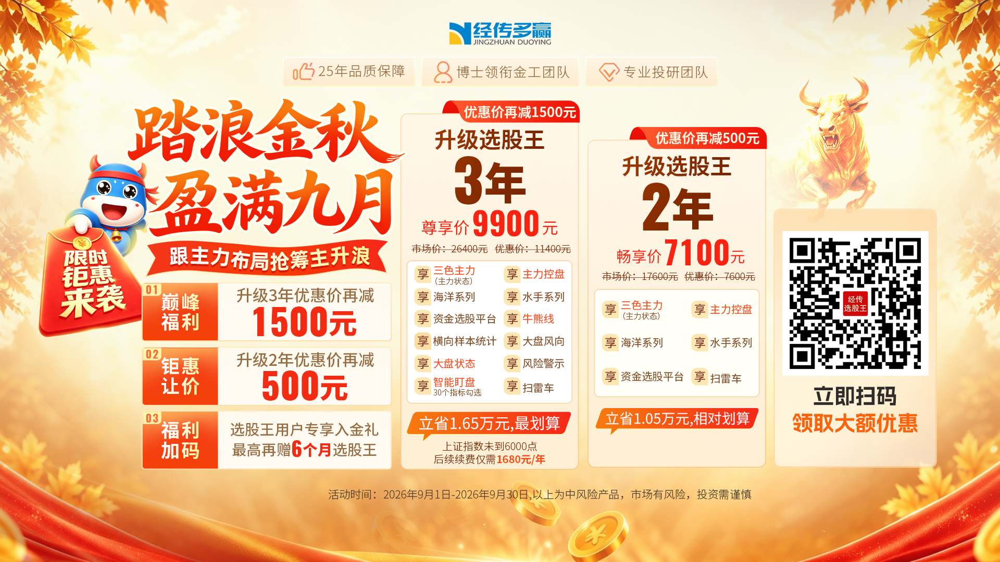 经传多赢
JINGZHUAN DUOYING
25年品质保障
博士领衔金工团队
专业投研团队
踏浪金秋
盈满九月
跟主力布局抢筹主升浪
限时
钜惠
来袭
01
巅峰
福利
升级3年优惠价再减
1500元
02
钜惠
让价
升级2年优惠价再减
500元
03
福利
加码
选股王用户专享入金礼
最高再赠6个月选股王
优惠价再减1500元
升级选股王
3年
尊享价9900元
市场价：26400元 优惠价：11400元
享 三色主力
（主力状态）
享 主力控盘
享 海洋系列
享 水手系列
享 资金选股平台
享 牛熊线
享 横向样本统计
享 大盘风向
享 大盘状态
享 风险警示
享 智能盯盘
30个指标勾选
享 扫雷车
立省1.65万元,最划算
上证指数未到6000点
后续续费仅需1680元/年
优惠价再减500元
升级选股王
2年
畅享价7100元
市场价：17600元 优惠价：7600元
享 三色主力
（主力状态）
享 主力控盘
享 海洋系列
享 水手系列
享 资金选股平台
享 扫雷车
立省1.05万元,相对划算
经传
选股王
立即扫码
领取大额优惠
活动时间：2026年9月1日-2026年9月30日,以上为中风险产品，市场有风险，投资需谨慎